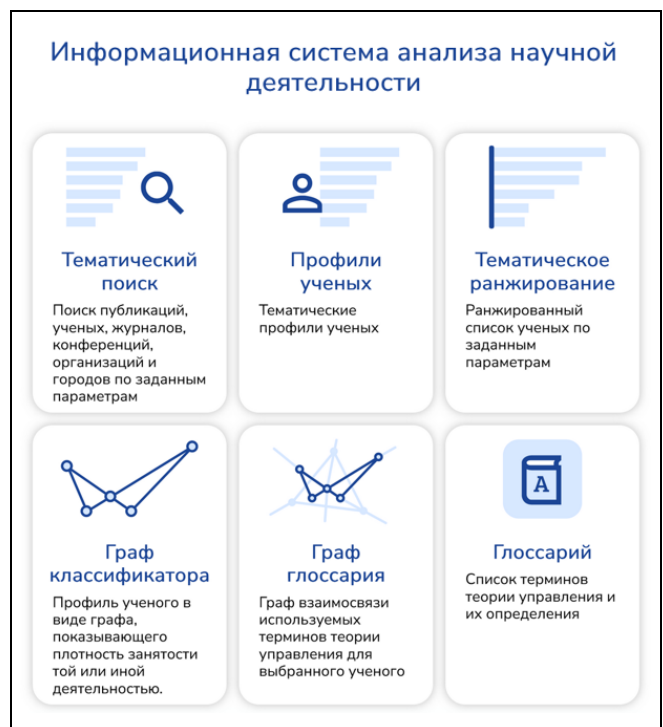 Информационная система анализа научной
деятельности
Тематический
поиск
Поиск публикаций,
ученых, журналов,
конференций,
организаций и
городов по заданным
параметрам
Профили
ученых
Тематические
профили ученых
Тематическое
ранжирование
Ранжированный
список ученых по
заданным
параметрам
Граф
классификатора
Профиль ученого в
виде графа,
показывающего
плотность занятости
той или иной
деятельностью.
Граф
глоссария
Граф взаимосвязи
используемых
терминов теории
управления для
выбранного ученого
A
Глоссарий
Список терминов
теории управления и
их определения